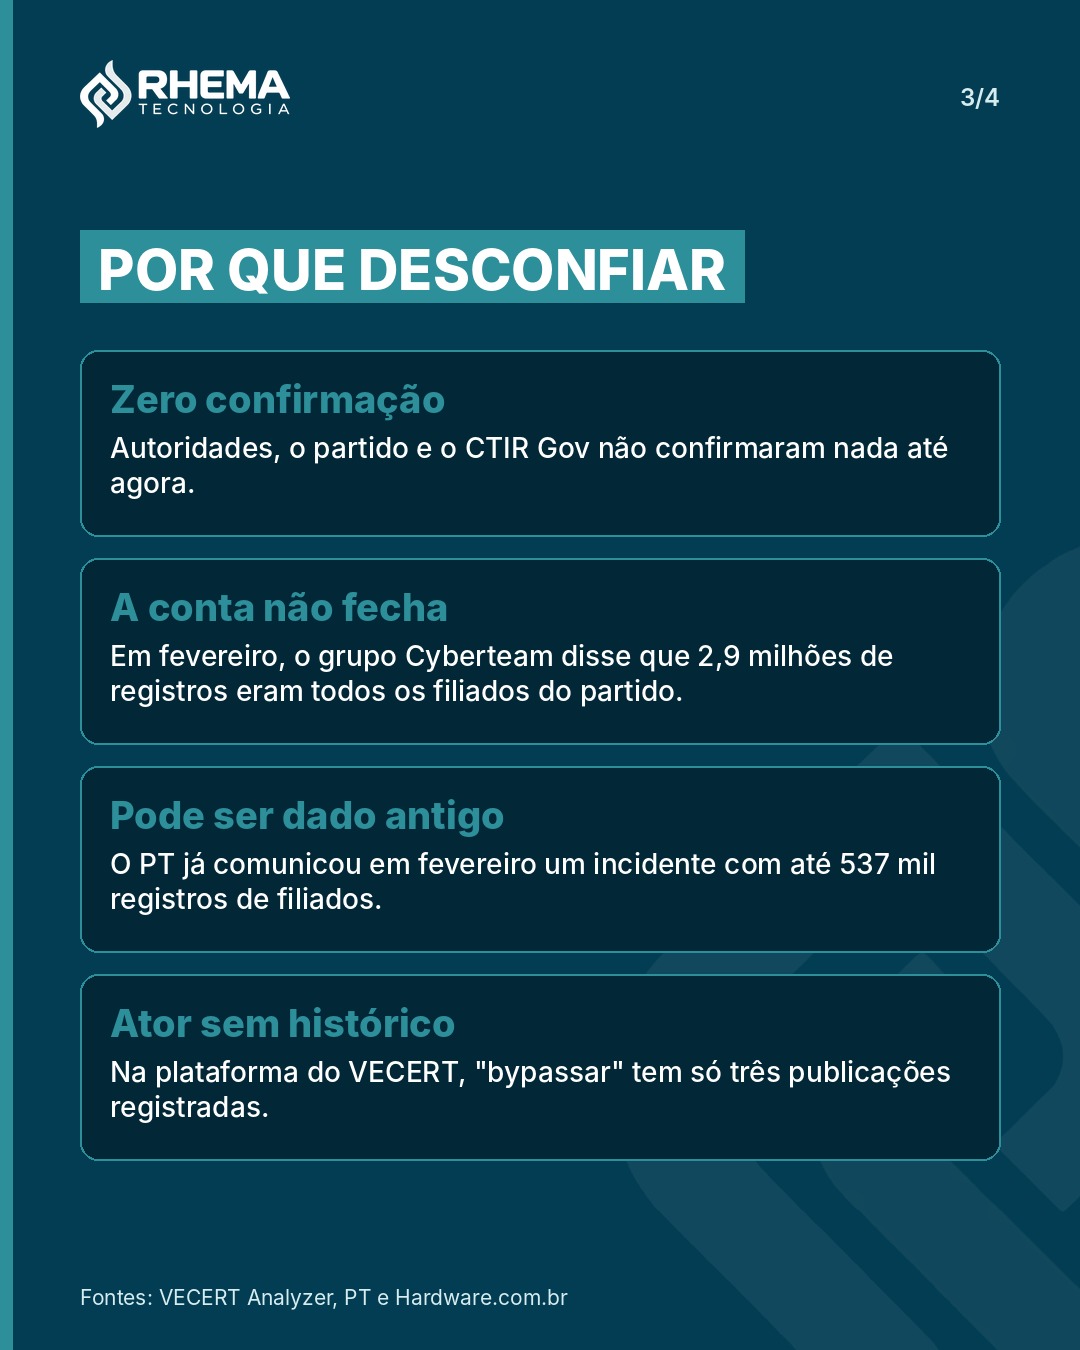 RHEMA
TECNOLOGIA
3/4
POR QUE DESCONFIAR
Zero confirmação
Autoridades, o partido e o CTIR Gov não confirmaram nada até
agora.
A conta não fecha
Em fevereiro, o grupo Cyberteam disse que 2,9 milhões de
registros eram todos os filiados do partido.
Pode ser dado antigo
O PT já comunicou em fevereiro um incidente com até 537 mil
registros de filiados.
Ator sem histórico
Na plataforma do VECERT, "bypassar" tem só três publicações
registradas.
Fontes: VECERT Analyzer, PT e Hardware.com.br